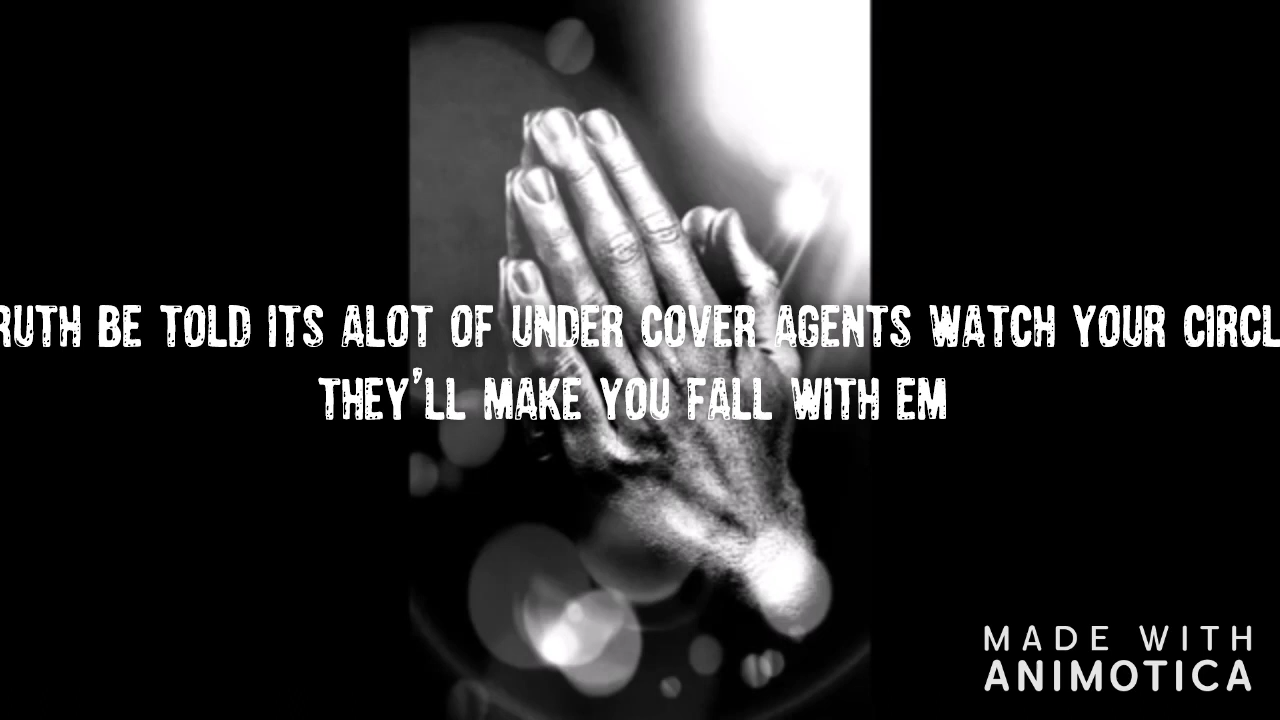 RUTH BE TOLD ITS ALOT OF UNDER COVER AGENTS WATCH YOUR CIRCL
THEY'LL MAKE YOU FALL WITH EM
MADE WITH
ANIMOTICA